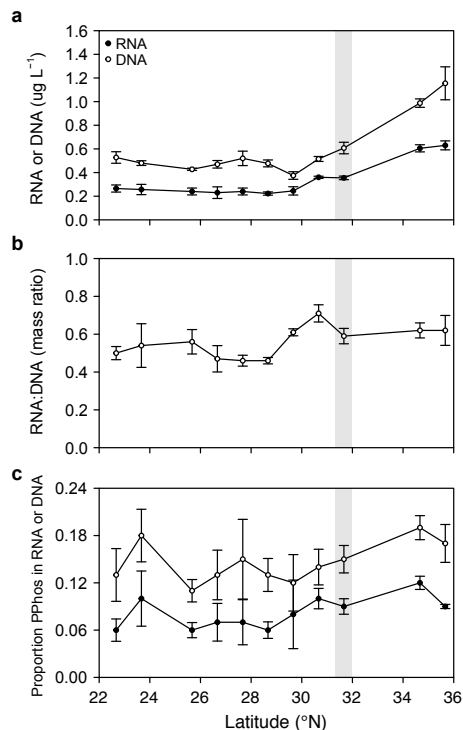 a
RNA or DNA (ug L⁻¹)
1.6
1.4
1.2
1.0
0.8
0.6
0.4
0.2
0.0
RNA
DNA
b
RNA:DNA (mass ratio)
1.0
0.8
0.6
0.4
0.2
0.0
c
Proportion PPhos in RNA or DNA
0.24
0.18
0.12
0.06
0.00
22 24 26 28 30 32 34 36
Latitude (°N)